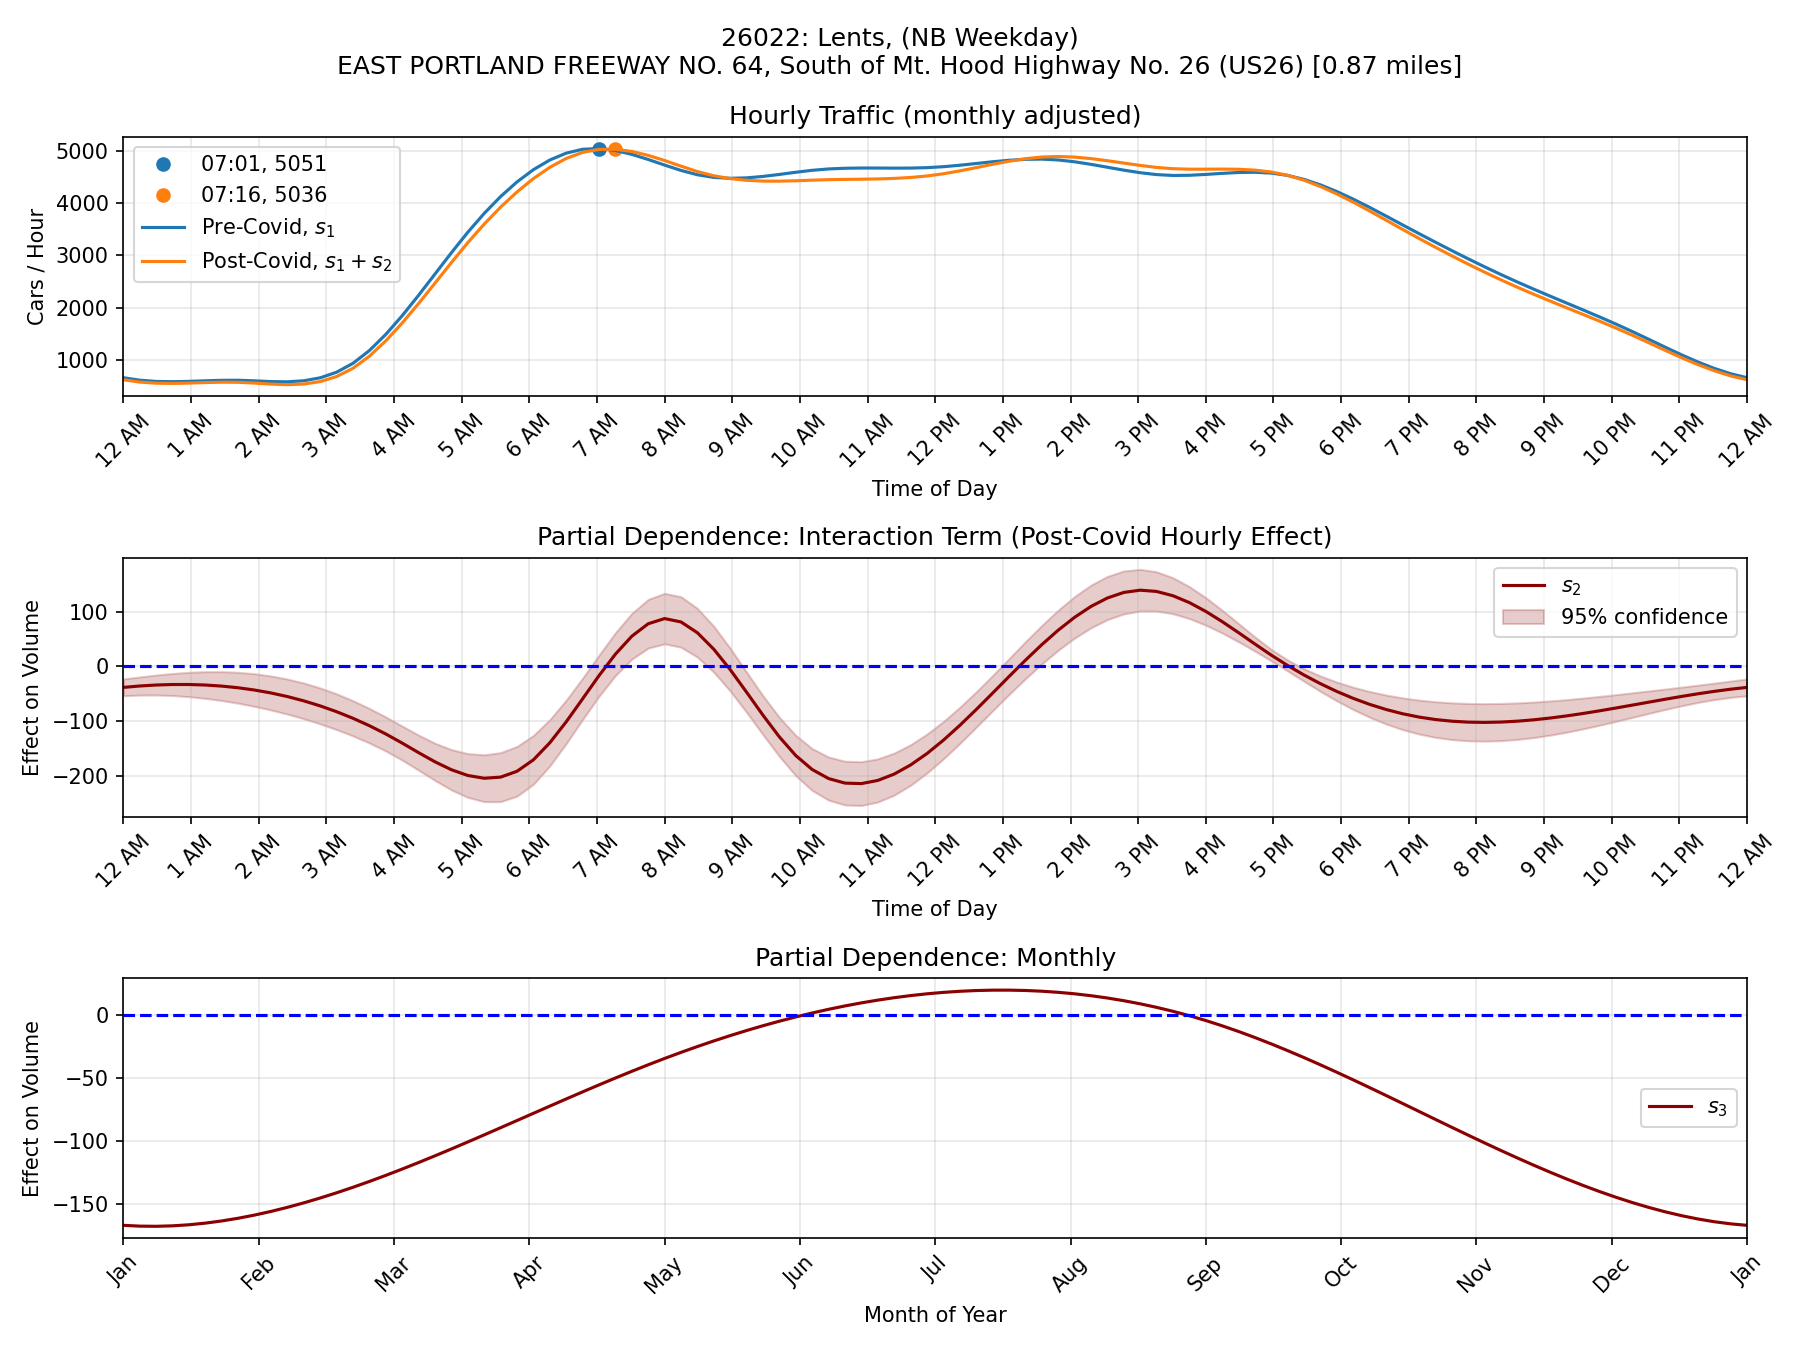 26022: Lents, (NB Weekday)
EAST PORTLAND FREEWAY NO. 64, South of Mt. Hood Highway No. 26 (US26) [0.87 miles]
Hourly Traffic (monthly adjusted)
Cars / Hour
5000
4000
3000
2000
1000
07:01, 5051
07:16, 5036
Pre-Covid, s₁
Post-Covid, s₁ + s₂
12 AM 1 AM 2 AM 3 AM 4 AM 5 AM 6 AM 7 AM 8 AM 9 AM 10 AM 11 AM 12 PM 1 PM 2 PM 3 PM 4 PM 5 PM 6 PM 7 PM 8 PM 9 PM 10 PM 11 PM 12 AM
Time of Day
Partial Dependence: Interaction Term (Post-Covid Hourly Effect)
Effect on Volume
100
0
−100
−200
s₂
95% confidence
12 AM 1 AM 2 AM 3 AM 4 AM 5 AM 6 AM 7 AM 8 AM 9 AM 10 AM 11 AM 12 PM 1 PM 2 PM 3 PM 4 PM 5 PM 6 PM 7 PM 8 PM 9 PM 10 PM 11 PM 12 AM
Time of Day
Partial Dependence: Monthly
Effect on Volume
0
−50
−100
−150
s₃
Jan Feb Mar Apr May Jun Jul Aug Sep Oct Nov Dec Jan
Month of Year